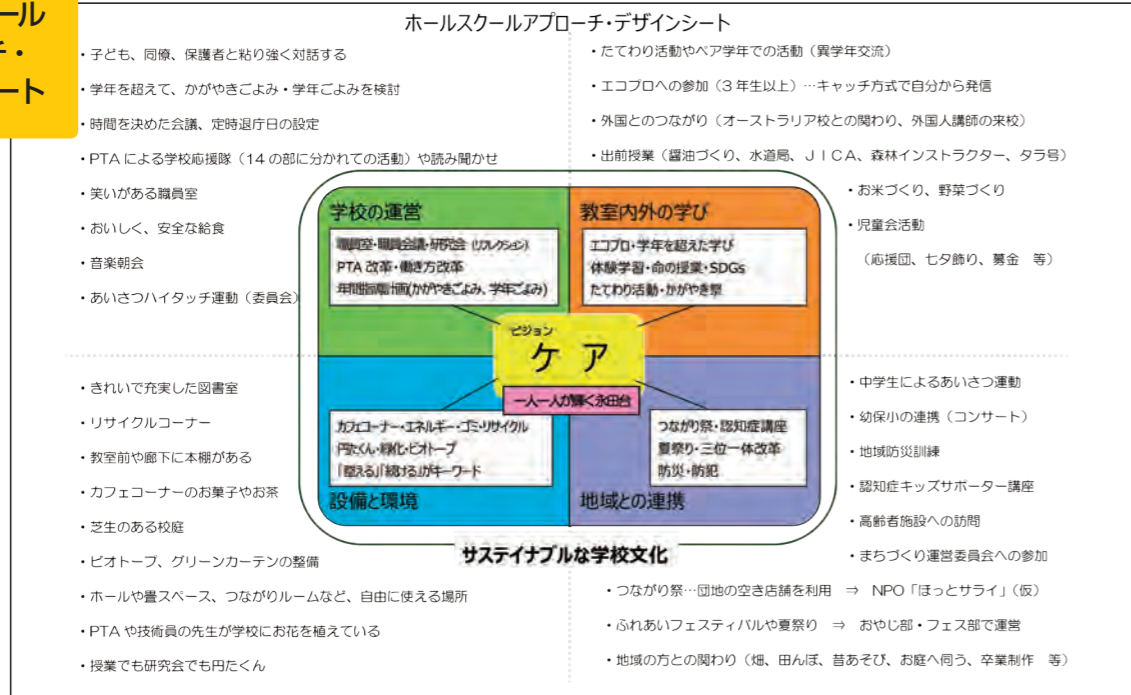 ール
チ・
ート
ホールスクールアプローチ・デザインシート
・子ども、同僚、保護者と粘り強く対話する
・学年を超えて、かがやきごよみ・学年ごよみを検討
・時間を決めた会議、定時退庁日の設定
・PTAによる学校応援隊（14の部に分かれての活動）や読み聞かせ
・笑いがある職員室
・おいしく、安全な給食
・音楽朝会
・あいさつハイタッチ運動（委員会）
・たてわり活動やペア学年での活動（異学年交流）
・エコプロへの参加（3年生以上）…キャッチ方式で自分から発信
・外国とのつながり（オーストラリア校との関わり、外国人講師の来校）
・出前授業（醤油づくり、水道局、ＪＩＣＡ、森林インストラクター、タラ号）
・お米づくり、野菜づくり
・児童会活動
（応援団、七夕飾り、募金　等）
学校の運営
職員室・職員会議・研究会（リフレクション）
PTA改革・働き方改革
年間指導計画(かがやきごよみ、学年ごよみ)
教室内外の学び
エコプロ・学年を超えた学び
体験学習・命の授業・SDGs
たてわり活動・かがやき祭
ビジョン
ケア
一人一人が輝く永田台
カフェコーナー・エネルギー・ゴミ・リサイクル
円たくん・緑化・ビオトープ
「整える」「続ける」がキーワード
設備と環境
つながり祭・認知症講座
夏祭り・三位一体改革
防災・防犯
地域との連携
サステイナブルな学校文化
・きれいで充実した図書室
・リサイクルコーナー
・教室前や廊下に本棚がある
・カフェコーナーのお菓子やお茶
・芝生のある校庭
・ビオトープ、グリーンカーテンの整備
・ホールや畳スペース、つながりルームなど、自由に使える場所
・PTAや技術員の先生が学校にお花を植えている
・授業でも研究会でも円たくん
・中学生によるあいさつ運動
・幼保小の連携（コンサート）
・地域防災訓練
・認知症キッズサポーター講座
・高齢者施設への訪問
・まちづくり運営委員会への参加
・つながり祭…団地の空き店舗を利用　⇒　NPO「ほっとサライ」（仮）
・ふれあいフェスティバルや夏祭り　⇒　おやじ部・フェス部で運営
・地域の方との関わり（畑、田んぼ、昔あそび、お庭へ伺う、卒業制作　等）